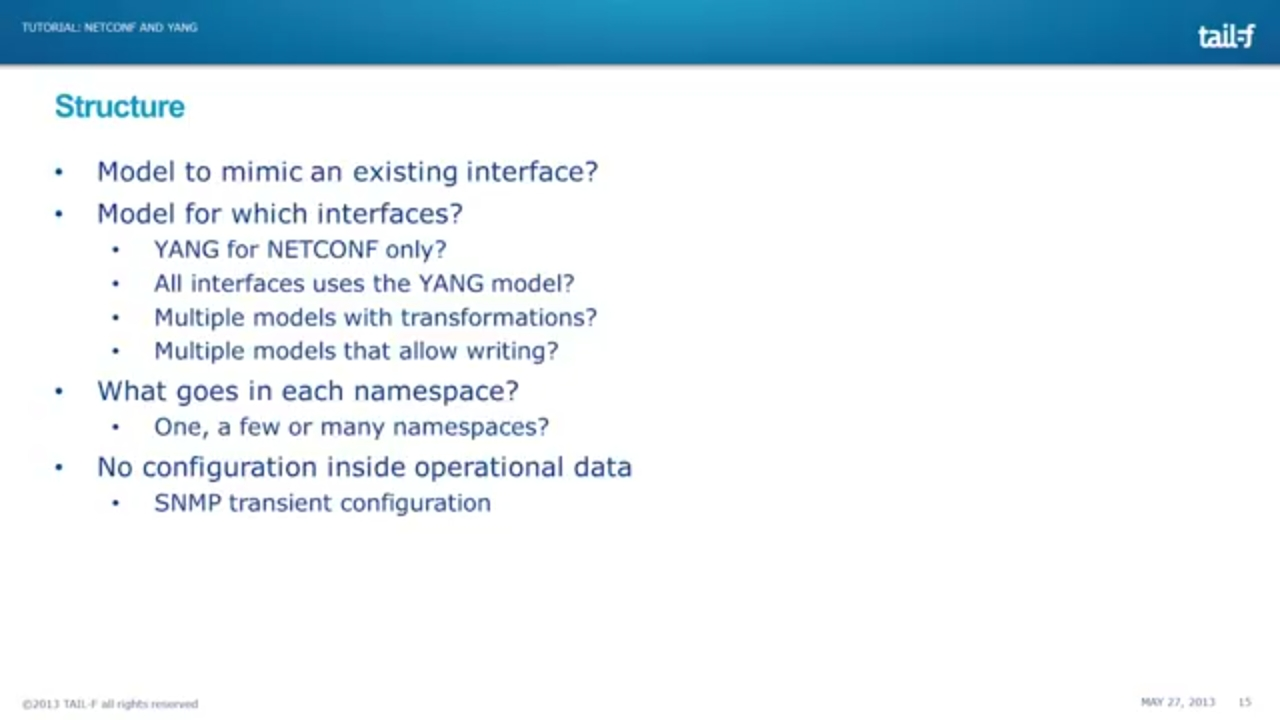 TUTORIAL: NETCONF AND YANG
tail-f
Structure
• Model to mimic an existing interface?
• Model for which interfaces?
• YANG for NETCONF only?
• All interfaces uses the YANG model?
• Multiple models with transformations?
• Multiple models that allow writing?
• What goes in each namespace?
• One, a few or many namespaces?
• No configuration inside operational data
• SNMP transient configuration
©2013 TAIL-F all rights reserved
MAY 27, 2013 15